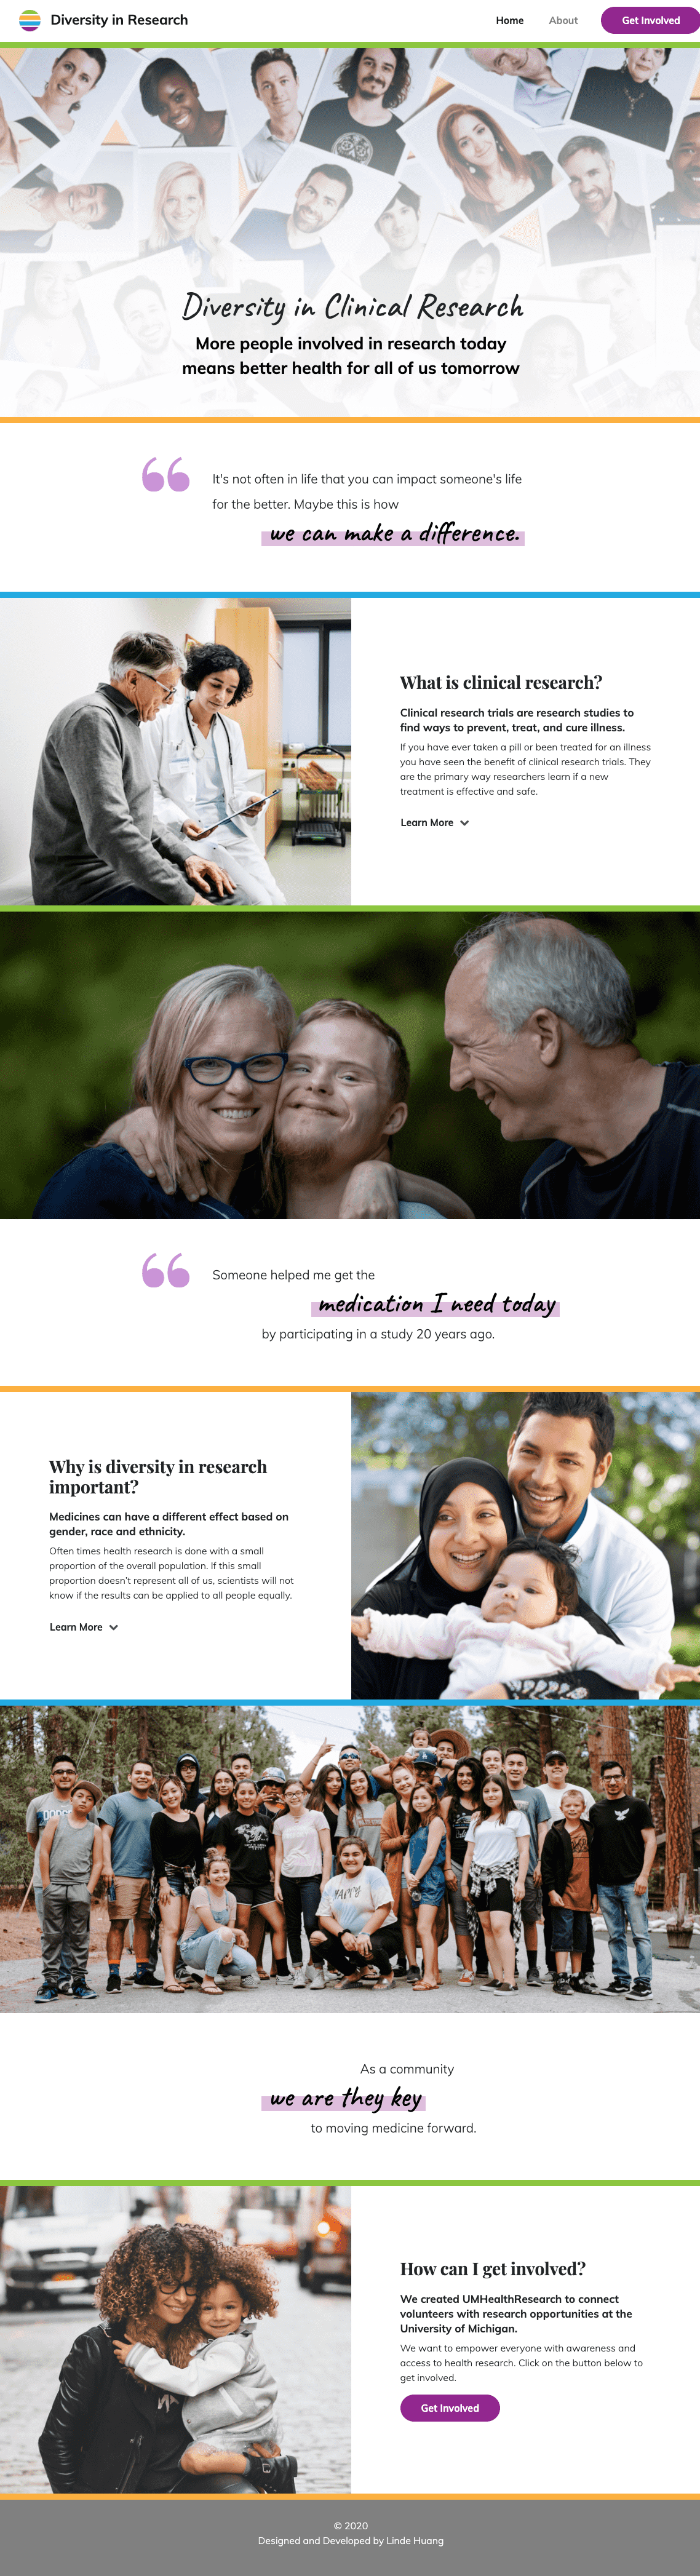 Diversity in Research
Home
About
Get Involved
Diversity in Clinical Research
More people involved in research today
means better health for all of us tomorrow
It's not often in life that you can impact someone's life
for the better. Maybe this is how
we can make a difference.
What is clinical research?
Clinical research trials are research studies to
find ways to prevent, treat, and cure illness.
If you have ever taken a pill or been treated for an illness
you have seen the benefit of clinical research trials. They
are the primary way researchers learn if a new
treatment is effective and safe.
Learn More
Someone helped me get the
medication I need today
by participating in a study 20 years ago.
Why is diversity in research
important?
Medicines can have a different effect based on
gender, race and ethnicity.
Often times health research is done with a small
proportion of the overall population. If this small
proportion doesn't represent all of us, scientists will not
know if the results can be applied to all people equally.
Learn More
As a community
we are they key
to moving medicine forward.
How can I get involved?
We created UMHealthResearch to connect
volunteers with research opportunities at the
University of Michigan.
We want to empower everyone with awareness and
access to health research. Click on the button below to
get involved.
Get Involved
© 2020
Designed and Developed by Linde Huang